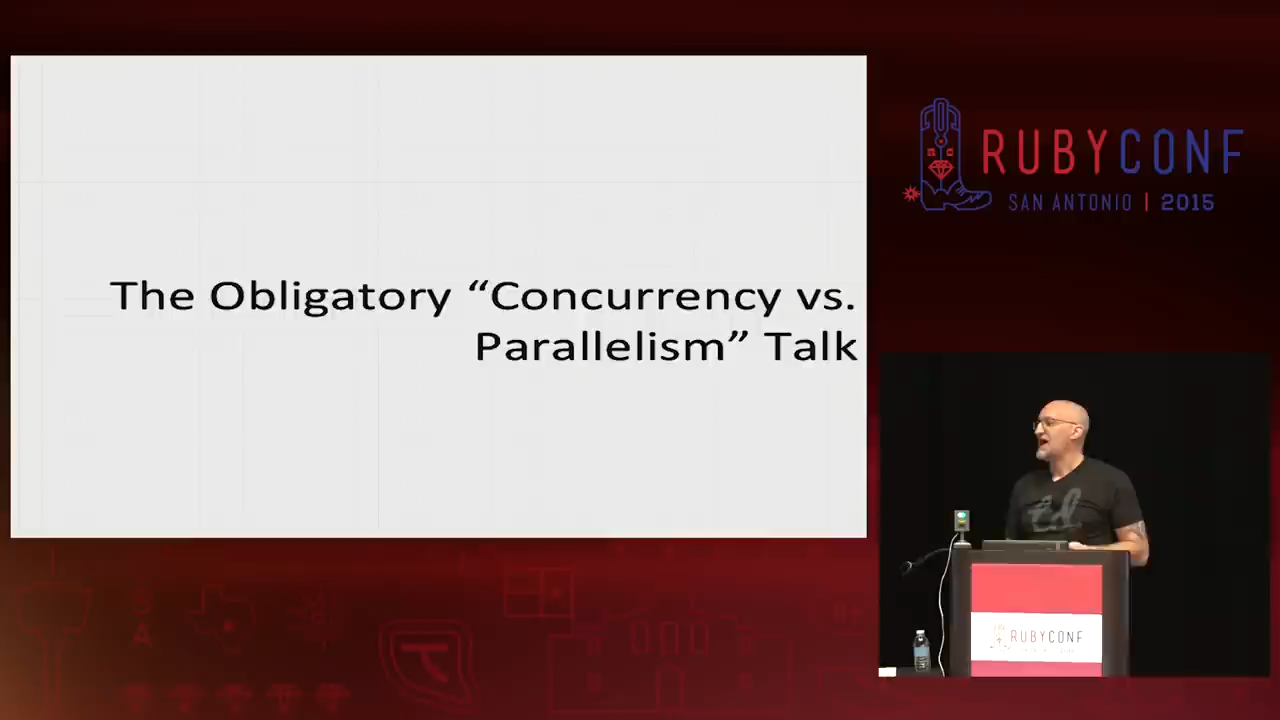 The Obligatory “Concurrency vs.
Parallelism” Talk
RUBYCONF
SAN ANTONIO | 2015
RUBYCONF